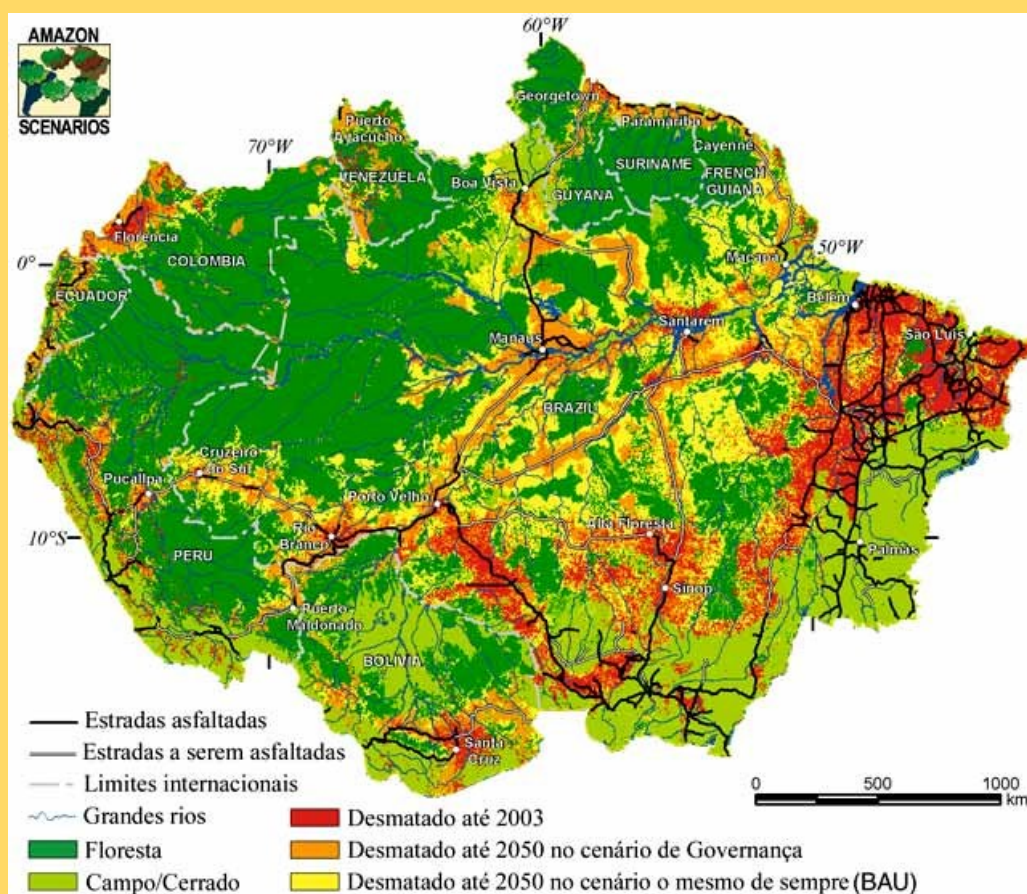 AMAZON
SCENARIOS
60°W
Georgetown
Paramaribo
Puerto
Ayacucho
Cayenne
70°W
SURINAME
VENEZUELA
FRENCH
GUIANA
Boa Vista
GUYANA
Florencia
COLOMBIA
50°W
Macapa
0°
ECUADOR
Belém
Santarem
São Luis
Manaus
BRAZIL
Cruzeiro
do Sul
Pucallpa
Porto Velho
Rio
Branco
Alta Floresta
10°S
PERU
Palmas
Sinop
Puerto
Maldonado
BOLIVIA
Santa
Cruz
Estradas asfaltadas
Estradas a serem asfaltadas
Limites internacionais
Grandes rios
Floresta
Campo/Cerrado
Desmatado até 2003
Desmatado até 2050 no cenário de Governança
Desmatado até 2050 no cenário o mesmo de sempre (BAU)
0 500 1000
km